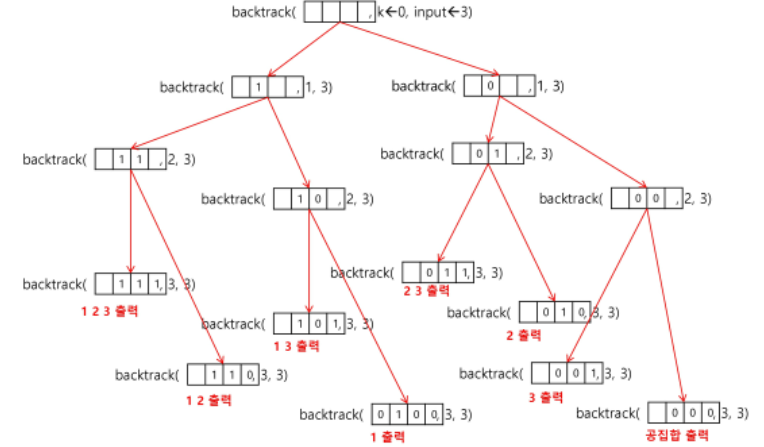 backtrack( , k←0, input←3)
backtrack( 1 , 1, 3)
backtrack( 0 , 1, 3)
backtrack( 1 1 , 2, 3)
backtrack( 0 1 , 2, 3)
backtrack( 1 0 , 2, 3)
backtrack( 0 0 , 2, 3)
backtrack( 0 1 1, 3, 3)
2 3 출력
backtrack( 1 1 1, 3, 3)
1 2 3 출력
backtrack( 0 1 0, 3, 3)
2 출력
backtrack( 1 0 1, 3, 3)
1 3 출력
backtrack( 1 1 0, 3, 3)
1 2 출력
backtrack( 0 0 1, 3, 3)
3 출력
backtrack( 0 1 0 0, 3, 3)
1 출력
backtrack( 0 0 0, 3, 3)
공집합 출력